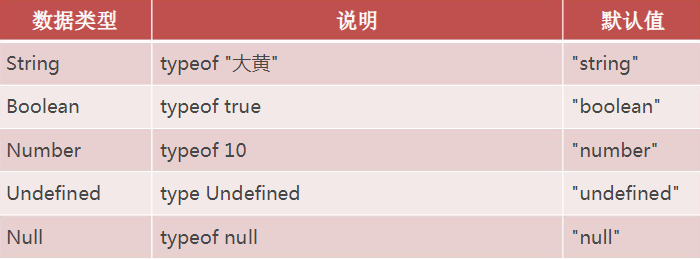 数据类型 说明 默认值
String typeof "大黄" "string"
Boolean typeof true "boolean"
Number typeof 10 "number"
Undefined type Undefined "undefined"
Null typeof null "null"